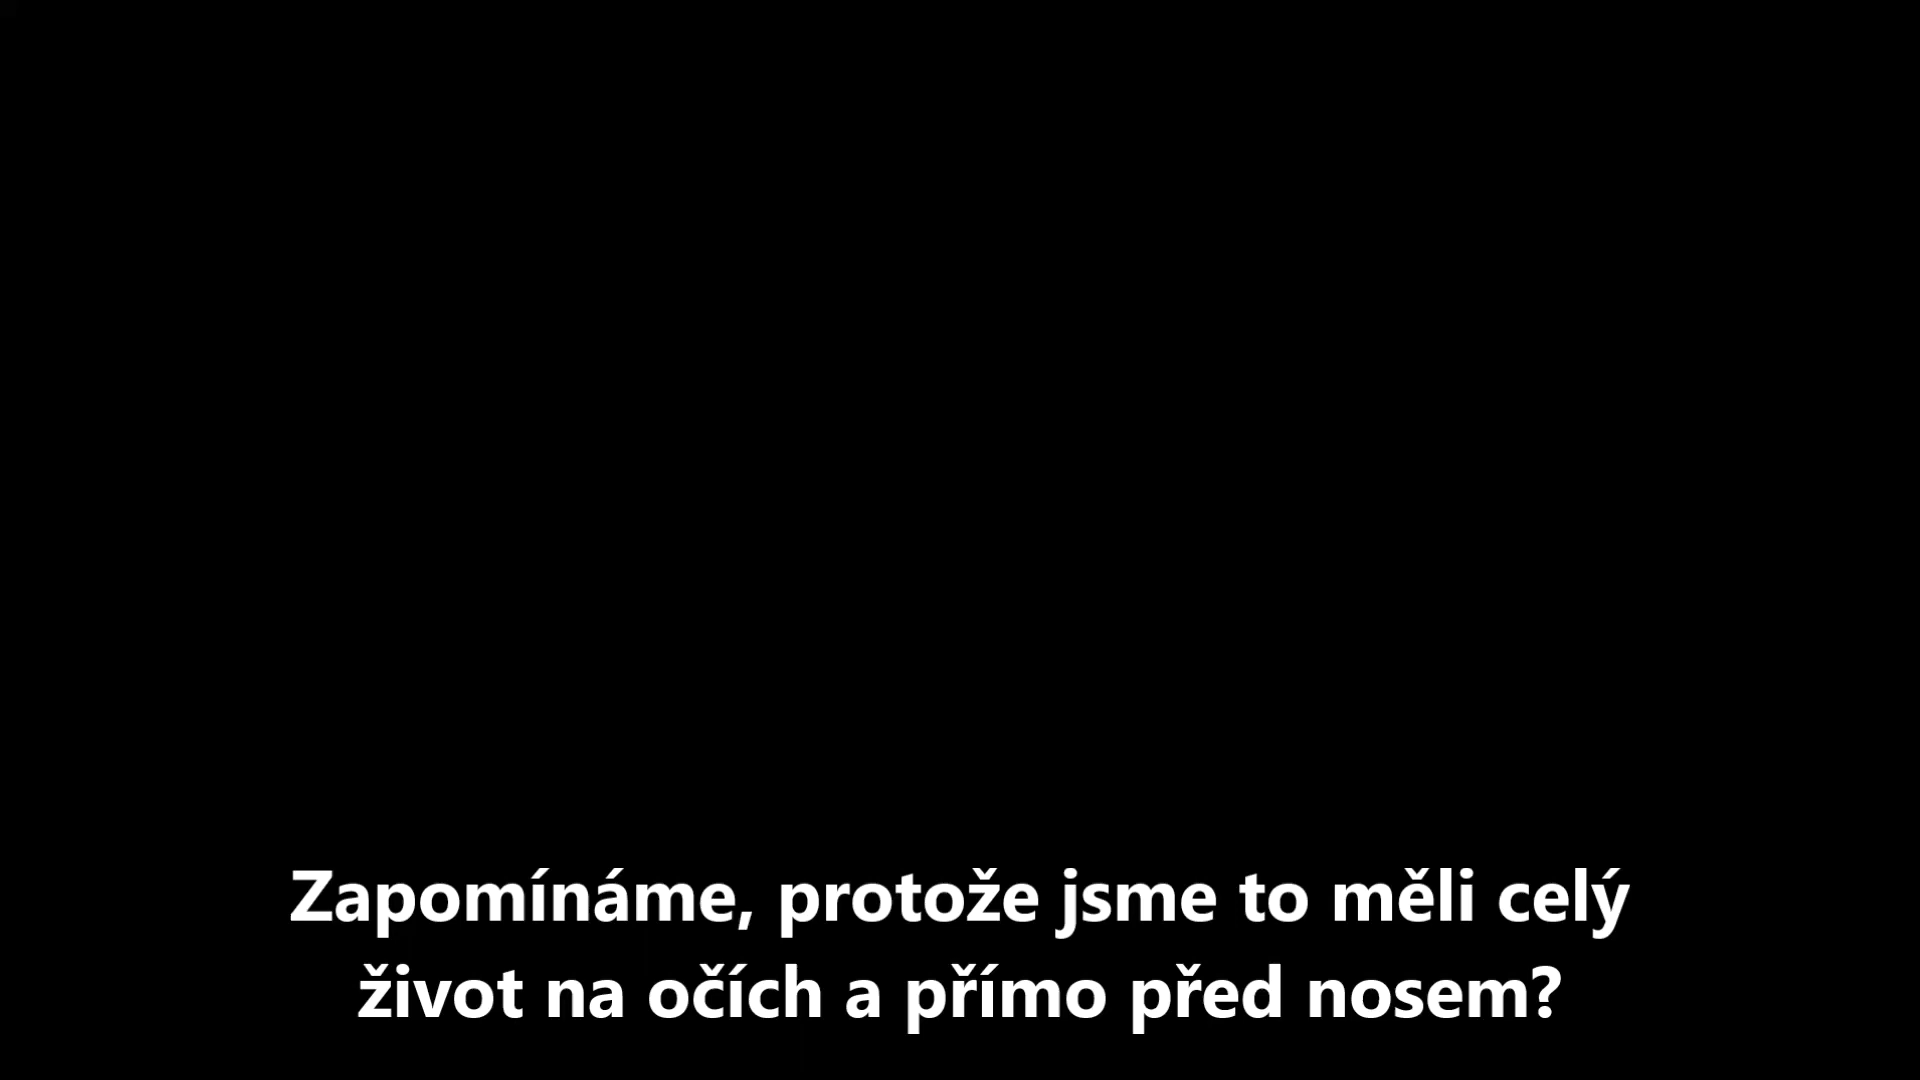 Zapomínáme, protože jsme to měli celý
život na očích a přímo před nosem?